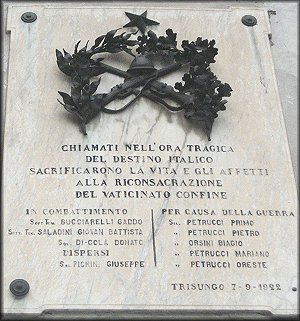 CHIAMATI NELL'ORA TRAGICA
DEL DESTINO ITALICO
SACRIFICARONO LA VITA E GLI AFFETTI
ALLA RICONSACRAZIONE
DEL VATICINATO CONFINE
IN COMBATTIMENTO
BUCCIARELLI GADDO
SALADINI GIOVAN BATTISTA
DI-COLA DONATO
DISPERSI
PICHINI GIUSEPPE
PER CAUSA DELLA GUERRA
PETRUCCI PRIMO
" PETRUCCI PIETRO
" ORSINI BIAGIO
" PETRUCCI MARIANO
" PETRUCCI ORESTE
TRISUNGO 7-9-1922